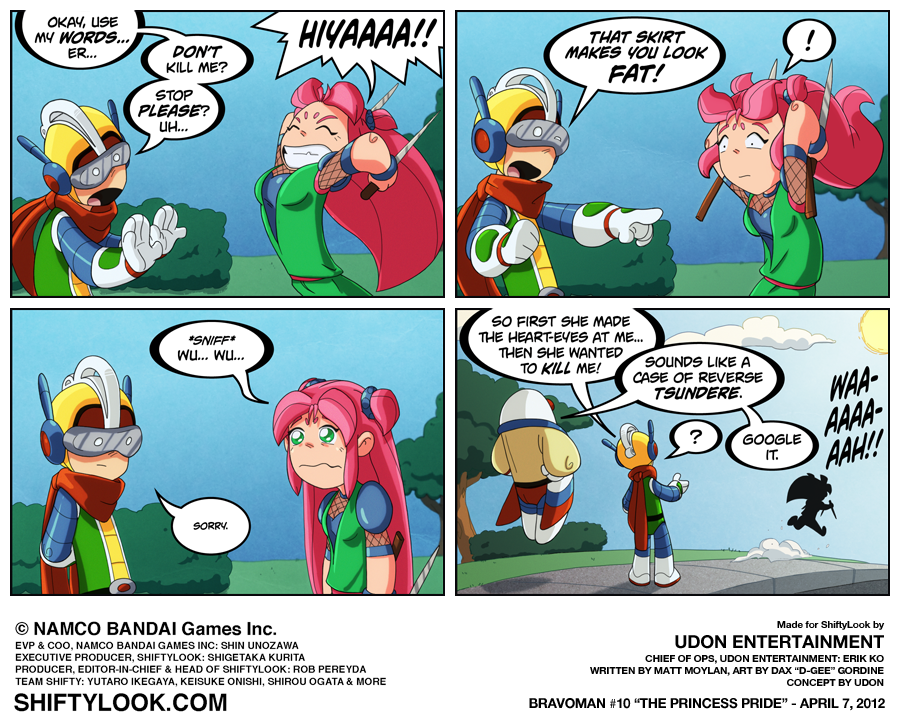 OKAY, USE
MY WORDS...
ER...
DON'T
KILL ME?
STOP
PLEASE?
UH...
HIYAAAA!!
THAT SKIRT
MAKES YOU LOOK
FAT!
!
*SNIFF*
WU... WU...
SORRY.
SO FIRST SHE MADE
THE HEART-EYES AT ME...
THEN SHE WANTED
TO KILL ME!
SOUNDS LIKE A
CASE OF REVERSE
TSUNDERE.
?
GOOGLE
IT.
WAA-
AAAA-
AAH!!
© NAMCO BANDAI Games Inc.
EVP & COO, NAMCO BANDAI GAMES INC: SHIN UNOZAWA
EXECUTIVE PRODUCER, SHIFTYLOOK: SHIGETAKA KURITA
PRODUCER, EDITOR-IN-CHIEF & HEAD OF SHIFTYLOOK: ROB PEREYDA
TEAM SHIFTY: YUTARO IKEGAYA, KEISUKE ONISHI, SHIROU OGATA & MORE
SHIFTYLOOK.COM
Made for ShiftyLook by
UDON ENTERTAINMENT
CHIEF OF OPS, UDON ENTERTAINMENT: ERIK KO
WRITTEN BY MATT MOYLAN, ART BY DAX "D-GEE" GORDINE
CONCEPT BY UDON
BRAVOMAN #10 "THE PRINCESS PRIDE" - APRIL 7, 2012